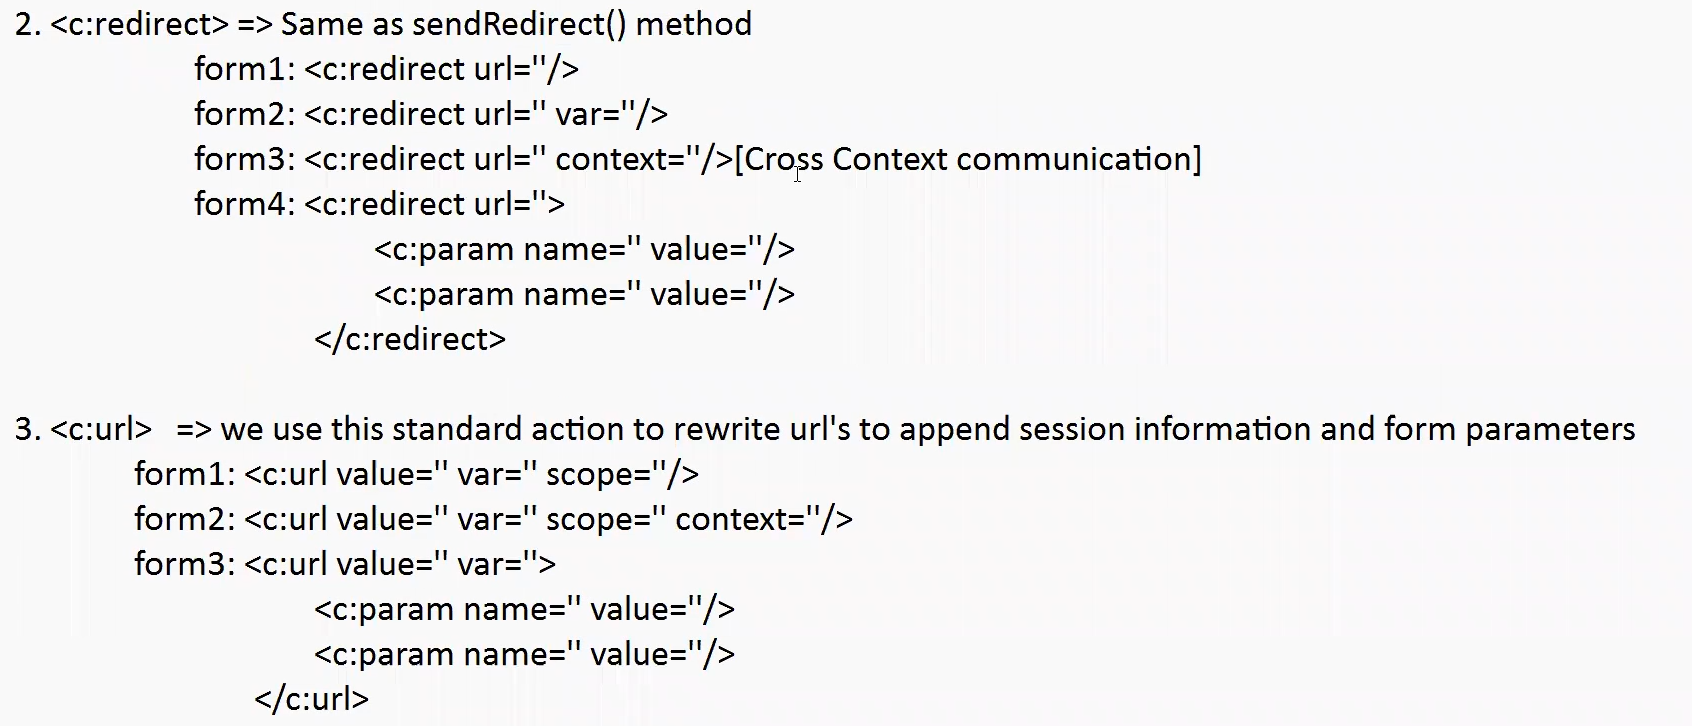 2. <c:redirect> => Same as sendRedirect() method
form1: <c:redirect url=''/>
form2: <c:redirect url='' var=''/>
form3: <c:redirect url='' context=''/>[Cross Context communication]
form4: <c:redirect url=''>
<c:param name='' value=''/>
<c:param name='' value=''/>
</c:redirect>
3. <c:url> => we use this standard action to rewrite url's to append session information and form parameters
form1: <c:url value='' var='' scope=''/>
form2: <c:url value='' var='' scope='' context=''/>
form3: <c:url value='' var=''>
<c:param name='' value=''/>
<c:param name='' value=''/>
</c:url>